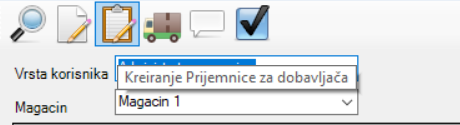 Vrsta korisnika
Kreiranje Prijemnice za dobavljača
Magacin
Magacin 1